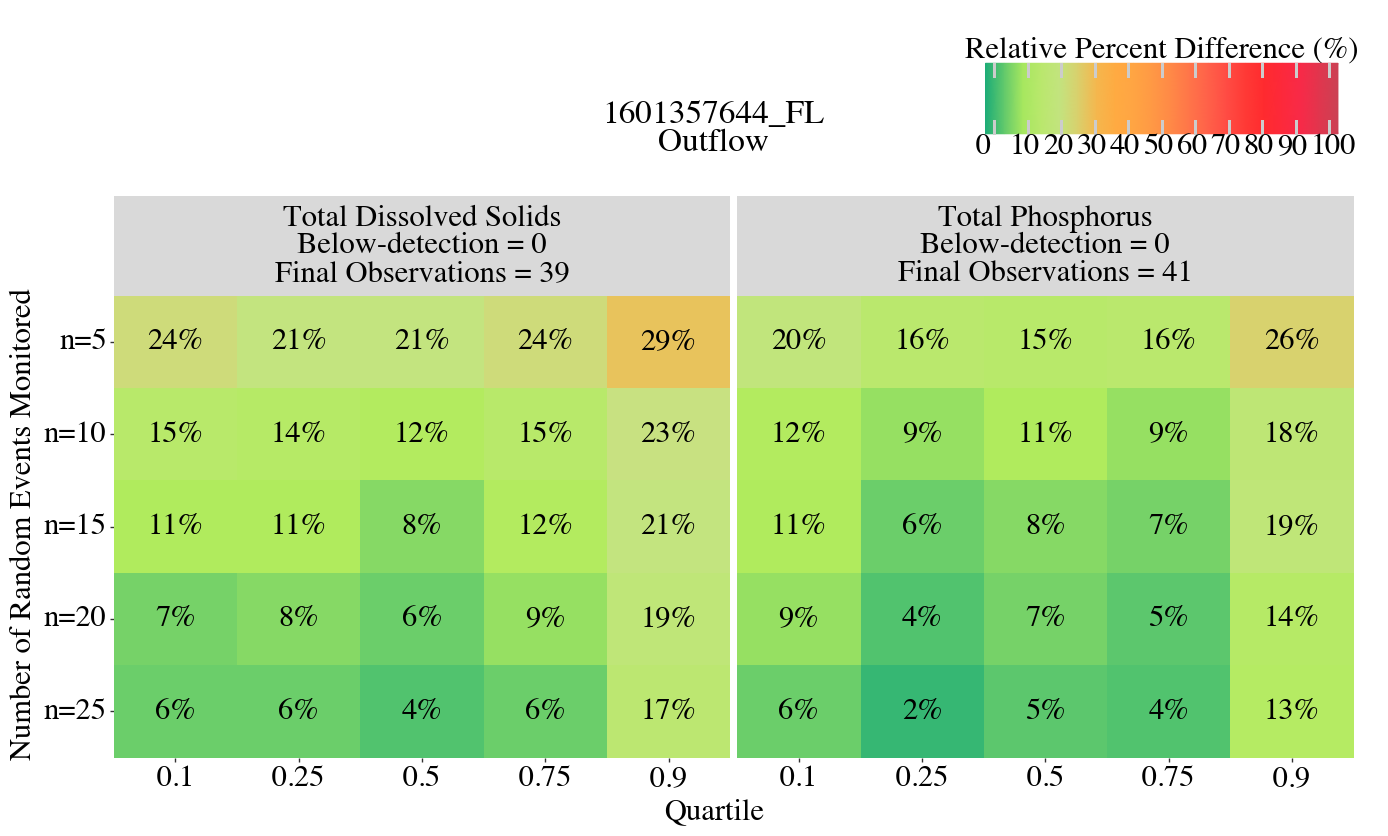 Relative Percent Difference (%)
0 10 20 30 40 50 60 70 80 90 100
1601357644_FL
Outflow
Total Dissolved Solids
Below-detection = 0
Final Observations = 39
Total Phosphorus
Below-detection = 0
Final Observations = 41
Number of Random Events Monitored
n=5 24% 21% 21% 24% 29% 20% 16% 15% 16% 26%
n=10 15% 14% 12% 15% 23% 12% 9% 11% 9% 18%
n=15 11% 11% 8% 12% 21% 11% 6% 8% 7% 19%
n=20 7% 8% 6% 9% 19% 9% 4% 7% 5% 14%
n=25 6% 6% 4% 6% 17% 6% 2% 5% 4% 13%
0.1 0.25 0.5 0.75 0.9 0.1 0.25 0.5 0.75 0.9
Quartile